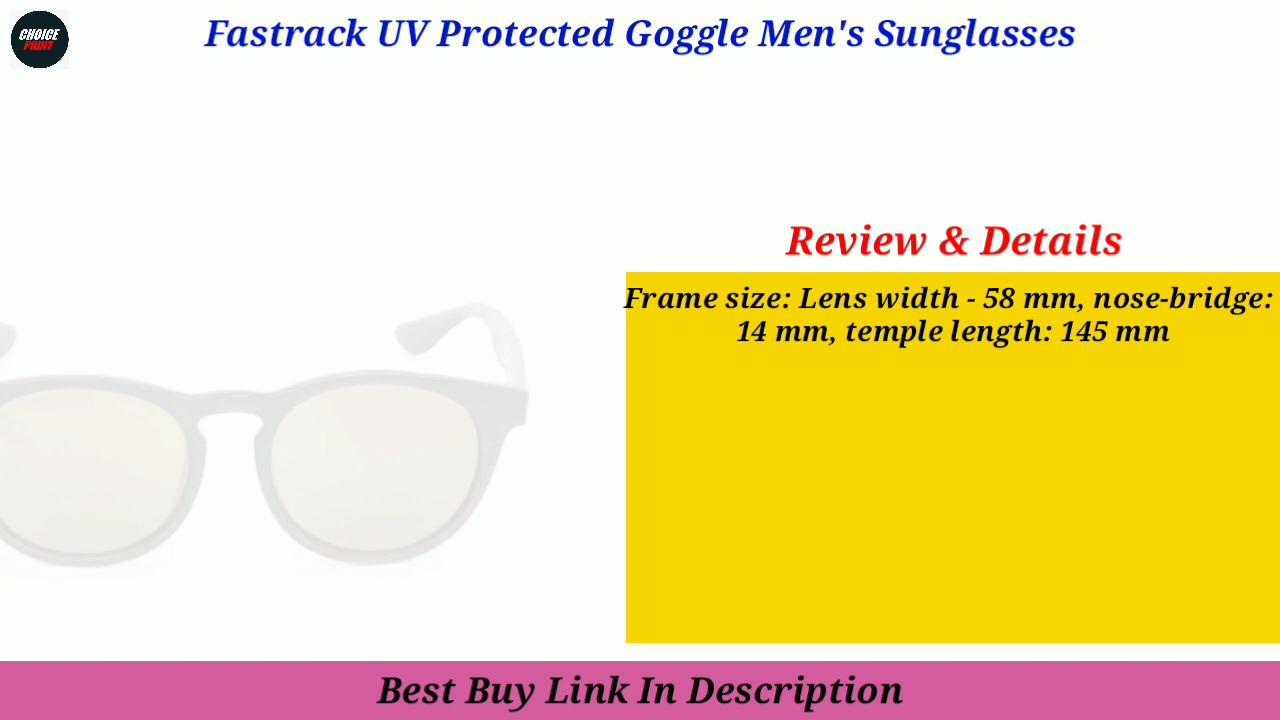 CHOICE
PRINT
Fastrack UV Protected Goggle Men's Sunglasses
Review & Details
Frame size: Lens width - 58 mm, nose-bridge:
14 mm, temple length: 145 mm
Best Buy Link In Description